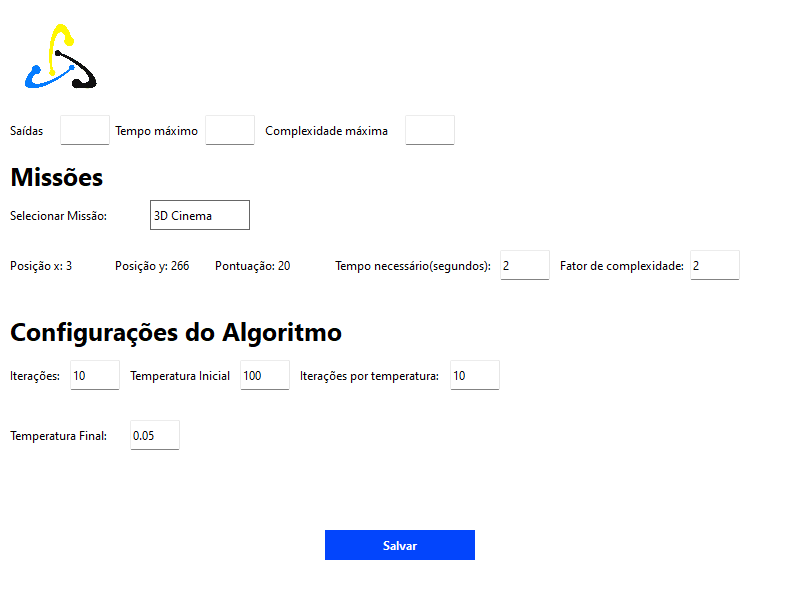 Saídas Tempo máximo Complexidade máxima
Missões
Selecionar Missão: 3D Cinema
Posição x: 3 Posição y: 266 Pontuação: 20 Tempo necessário(segundos): 2 Fator de complexidade: 2
Configurações do Algoritmo
Iterações: 10 Temperatura Inicial 100 Iterações por temperatura: 10
Temperatura Final: 0.05
Salvar